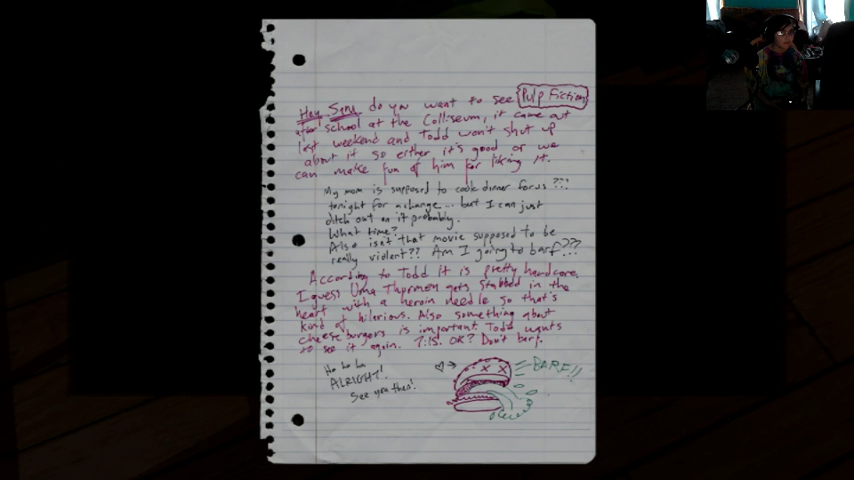 Hey Sam do you want to see Pulp Fiction
after school at the Colliseum, it came out
last weekend and Todd won't shut up
about it so either it's good or we
can make fun of him for liking it.
My mom is supposed to cook dinner for us ???
tonight for a change... but I can just
ditch out on it probably.
What time?
Also isn't that movie supposed to be
really violent?? Am I going to barf???
According to Todd it is pretty hardcore,
I guess Uma Thurman gets stabbed in the
heart with a heroin needle so that's
kind of hilarious. Also something about
cheeseburgers is important. Todd wants
to see it again. 7:15. OK? Don't barf.
Ha ha ha
ALRIGHT!
See you then!
BARF!!